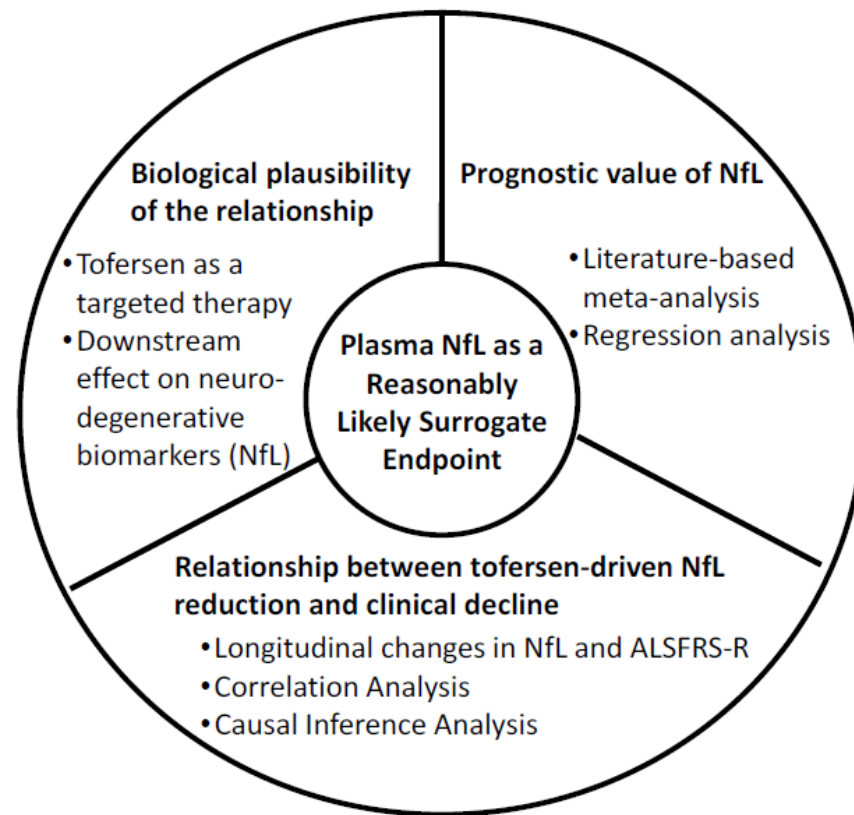 Biological plausibility
of the relationship
•Tofersen as a
targeted therapy
•Downstream
effect on neuro-
degenerative
biomarkers (NfL)
Prognostic value of NfL
•Literature-based
meta-analysis
•Regression analysis
Plasma NfL as a
Reasonably
Likely Surrogate
Endpoint
Relationship between tofersen-driven NfL
reduction and clinical decline
•Longitudinal changes in NfL and ALSFRS-R
•Correlation Analysis
•Causal Inference Analysis